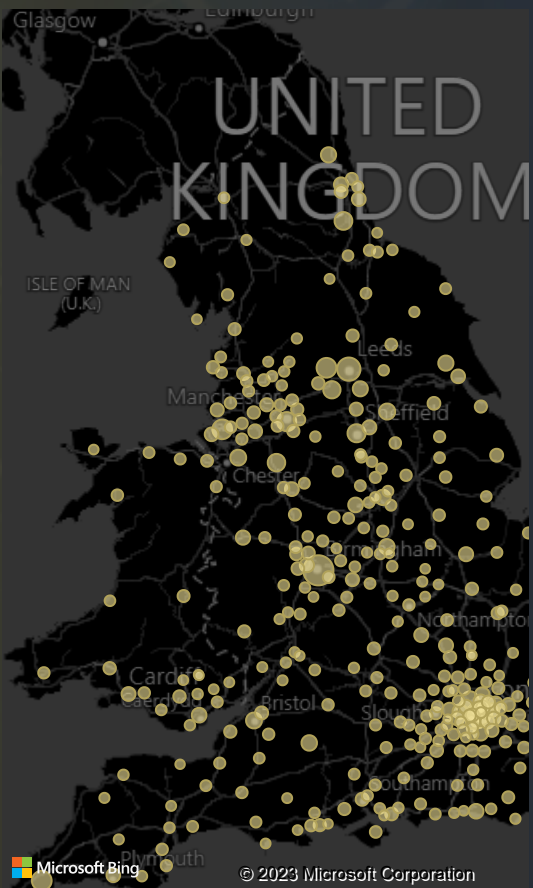 Edinburgh
Glasgow
UNITED
KINGDOM
ISLE OF MAN
(U.K.)
Leeds
Manchester
Sheffield
Chester
Birmingham
Northampton
Cardiff
Caerdydd
Bristol
Slough
Southampton
Plymouth
Microsoft Bing
© 2023 Microsoft Corporation